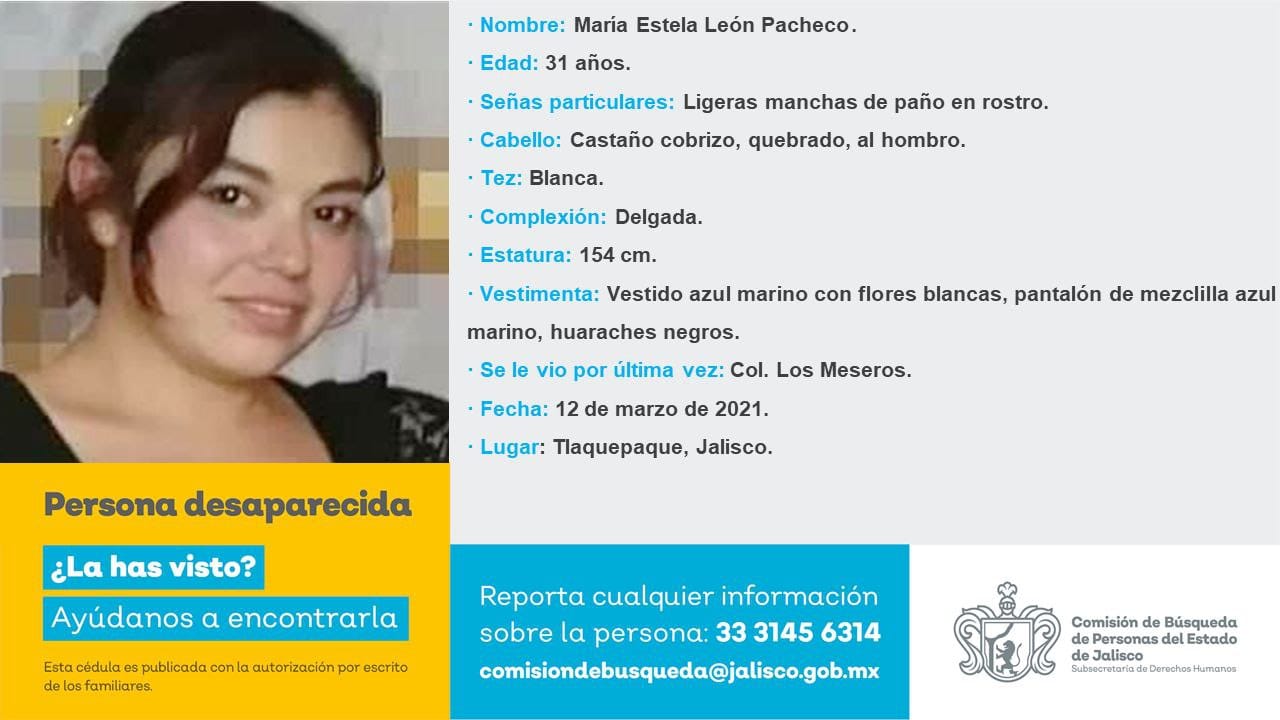 · Nombre: María Estela León Pacheco.
· Edad: 31 años.
· Señas particulares: Ligeras manchas de paño en rostro.
· Cabello: Castaño cobrizo, quebrado, al hombro.
· Tez: Blanca.
· Complexión: Delgada.
· Estatura: 154 cm.
· Vestimenta: Vestido azul marino con flores blancas, pantalón de mezclilla azul
marino, huaraches negros.
· Se le vio por última vez: Col. Los Meseros.
· Fecha: 12 de marzo de 2021.
· Lugar: Tlaquepaque, Jalisco.
Persona desaparecida
¿La has visto?
Ayúdanos a encontrarla
Esta cédula es publicada con la autorización por escrito
de los familiares.
Reporta cualquier información
sobre la persona: 33 3145 6314
comisiondebusqueda@jalisco.gob.mx
Comisión de Búsqueda
de Personas del Estado
de Jalisco
Subsecretaría de Derechos Humanos